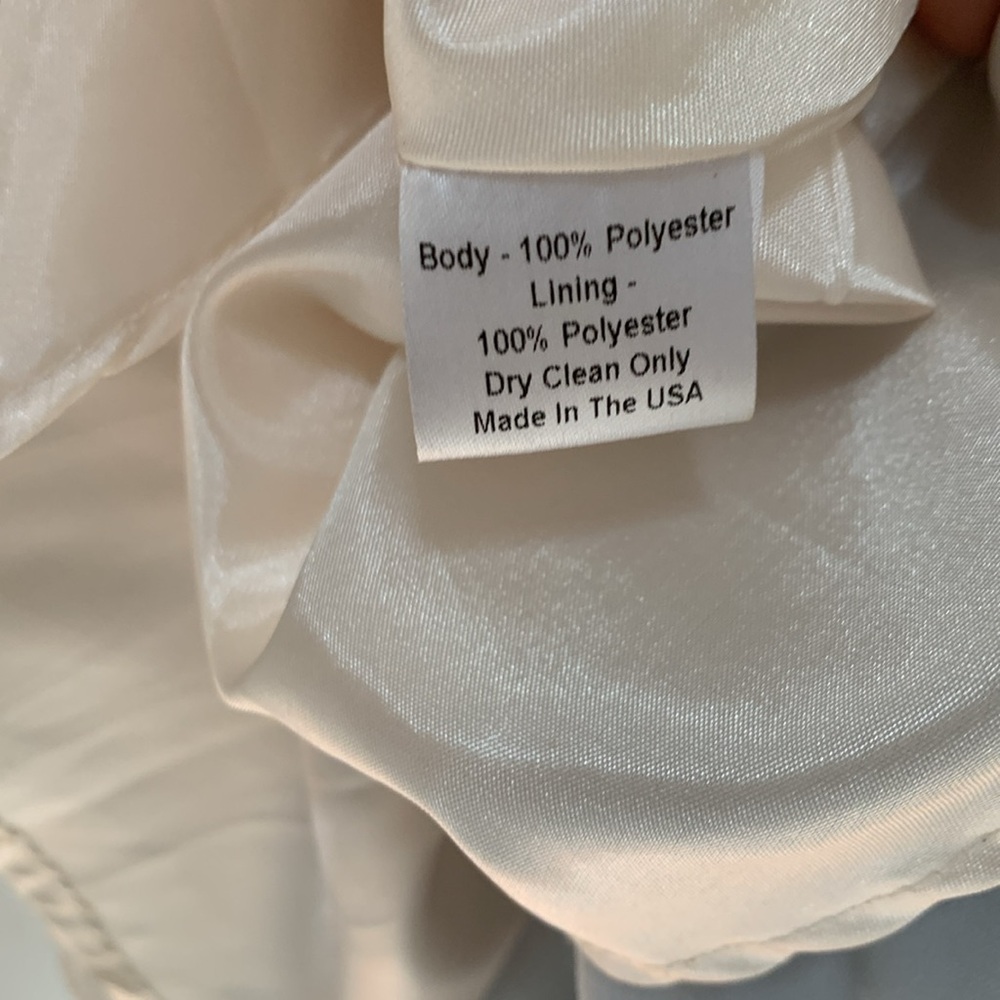 Body - 100% Polyester
Lining -
100% Polyester
Dry Clean Only
Made In The USA